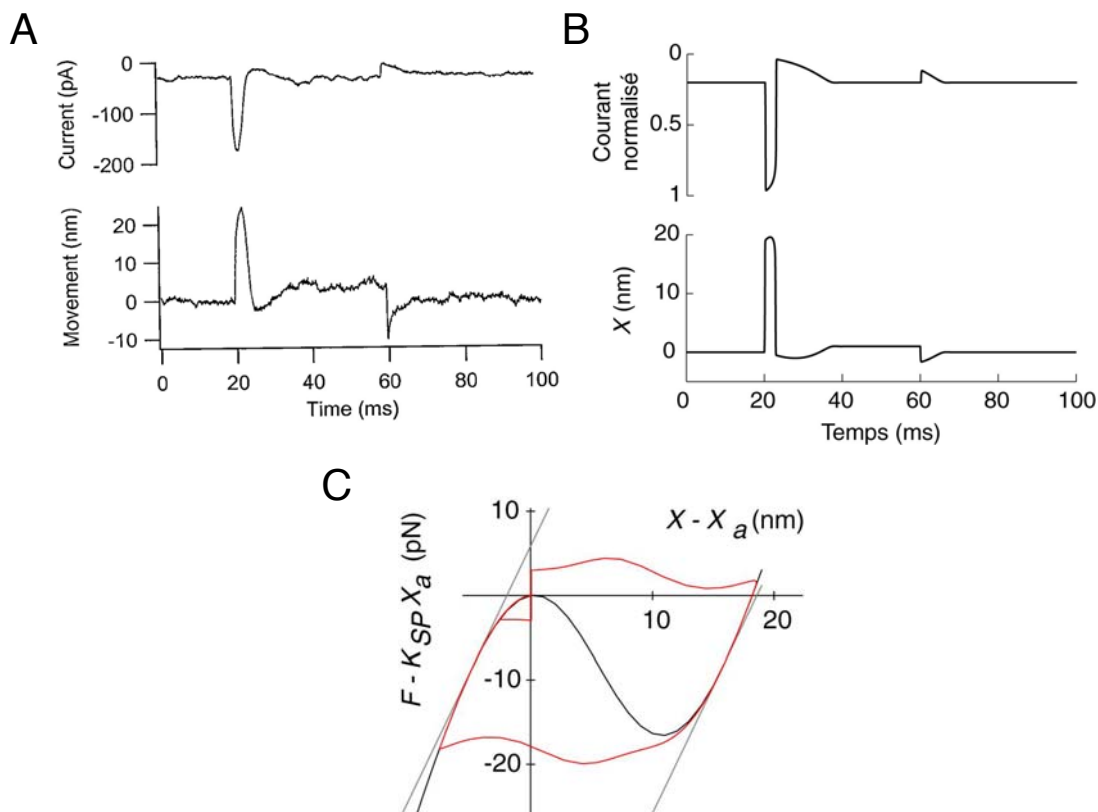 A
Current (pA)
0
-100
-200
Movement (nm)
20
10
0
-10
0 20 40 60 80 100
Time (ms)
B
Courant
normalisé
0
0.5
1
X (nm)
20
10
0
0 20 40 60 80 100
Temps (ms)
C
F - K SP X a (pN)
X - X a (nm)
10
10 20
-10
-20